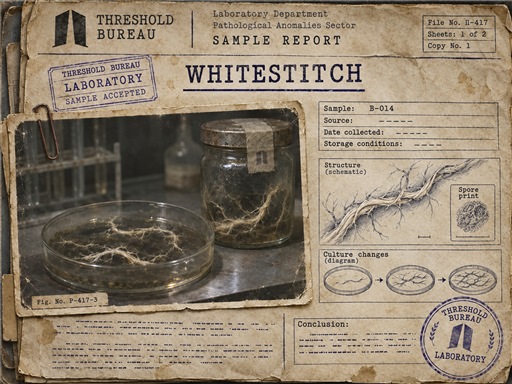 THRESHOLD
BUREAU
Laboratory Department
Pathological Anomalies Sector
SAMPLE REPORT
File No. II-417
Sheets: 1 of 2
Copy No. 1
THRESHOLD BUREAU
LABORATORY
SAMPLE ACCEPTED
WHITESTITCH
Sample: B-014
Source: -----
Date collected: -----
Storage conditions: -----
Structure
(schematic)
Spore
print
Culture changes
(diagram)
Fig. No. P-417-3
Conclusion:
THRESHOLD
BUREAU
LABORATORY